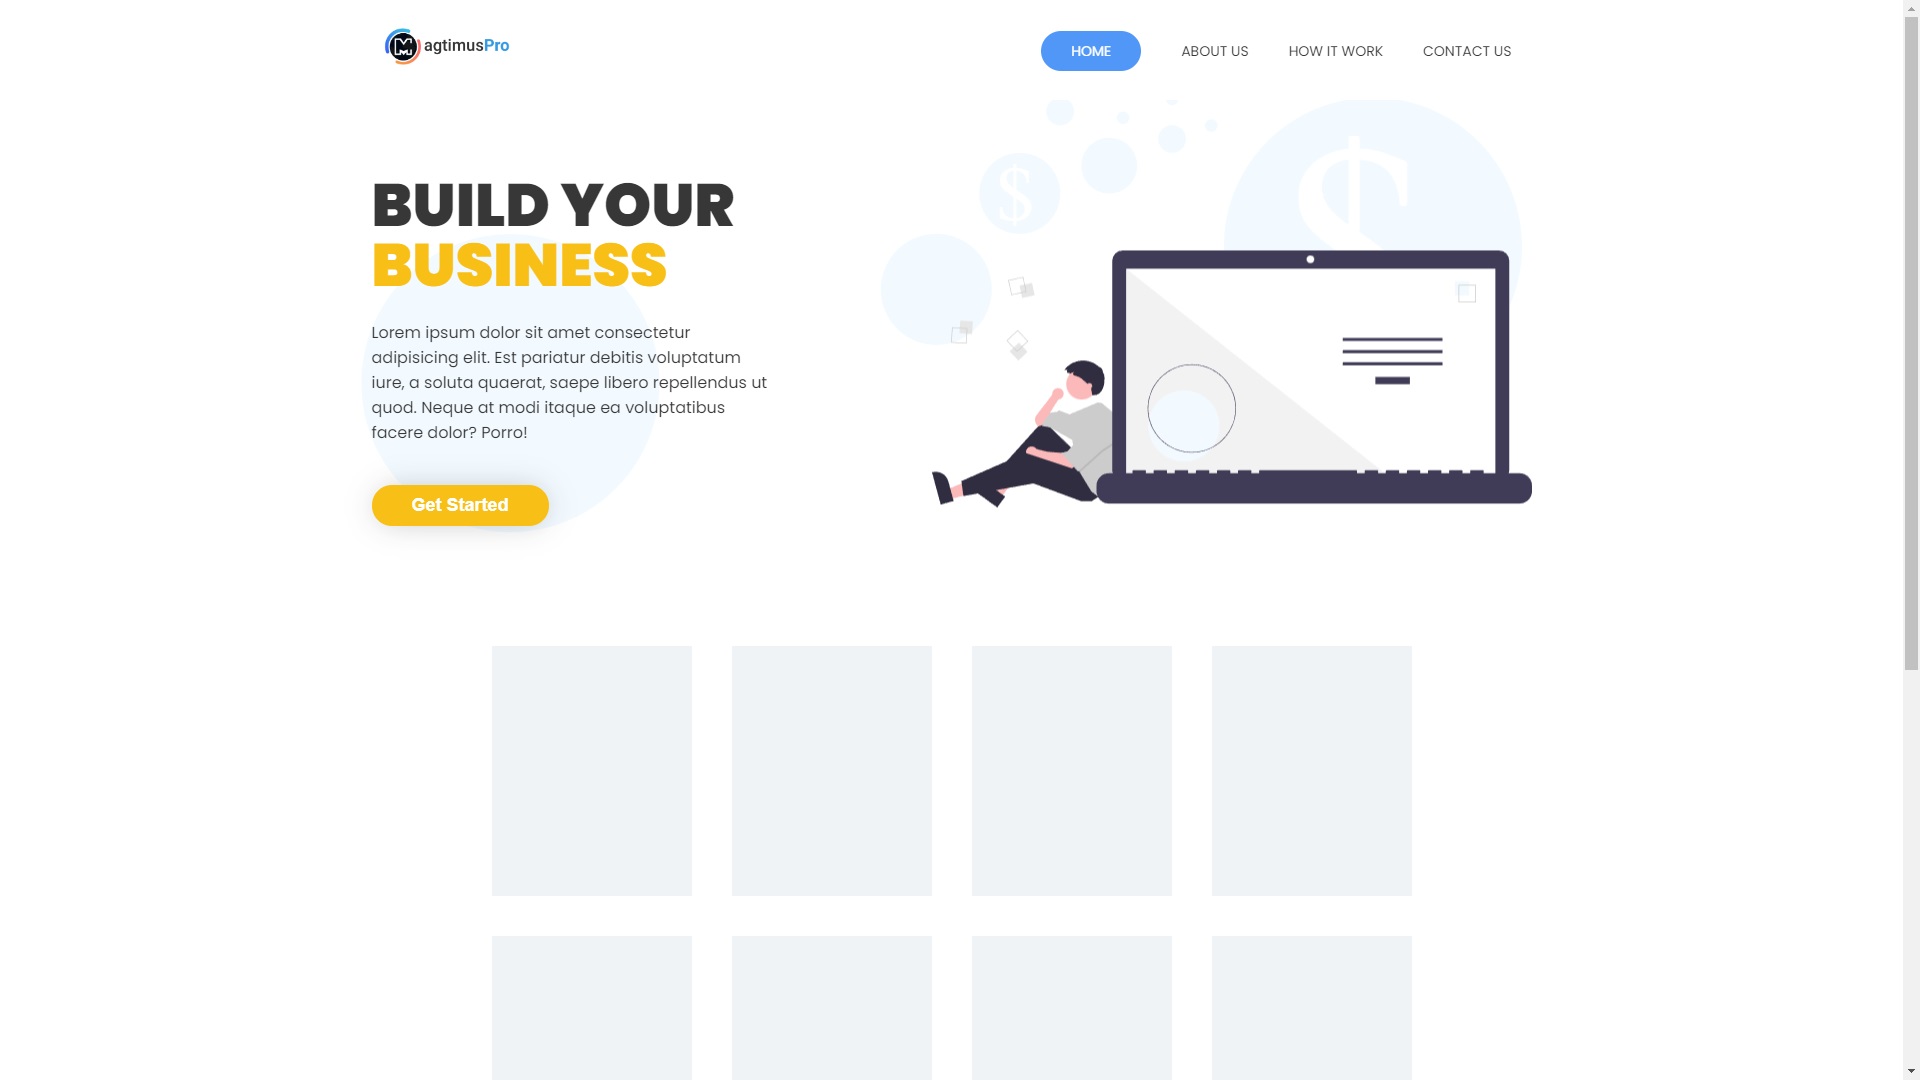 agtimusPro
HOME
ABOUT US
HOW IT WORK
CONTACT US
BUILD YOUR
BUSINESS
Lorem ipsum dolor sit amet consectetur
adipisicing elit. Est pariatur debitis voluptatum
iure, a soluta quaerat, saepe libero repellendus ut
quod. Neque at modi itaque ea voluptatibus
facere dolor? Porro!
Get Started